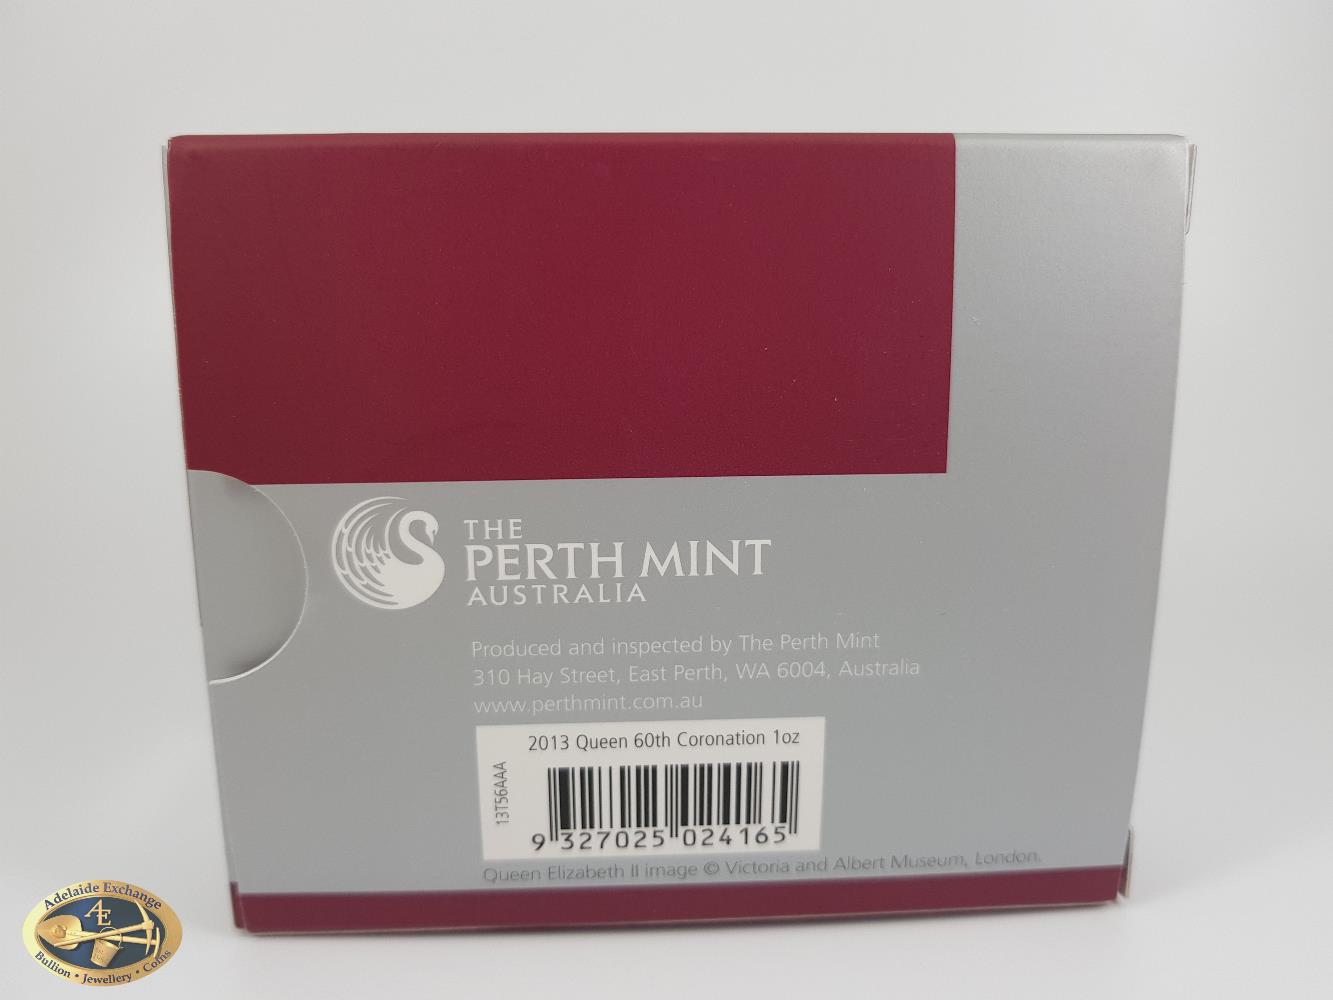 THE
PERTH MINT
AUSTRALIA
Produced and inspected by The Perth Mint
310 Hay Street, East Perth, WA 6004, Australia
www.perthmint.com.au
2013 Queen 60th Coronation 1oz
13T56AAA
9 327025 024165
Queen Elizabeth II image © Victoria and Albert Museum, London.
Adelaide Exchange
AE
Bullion • Jewellery • Coins